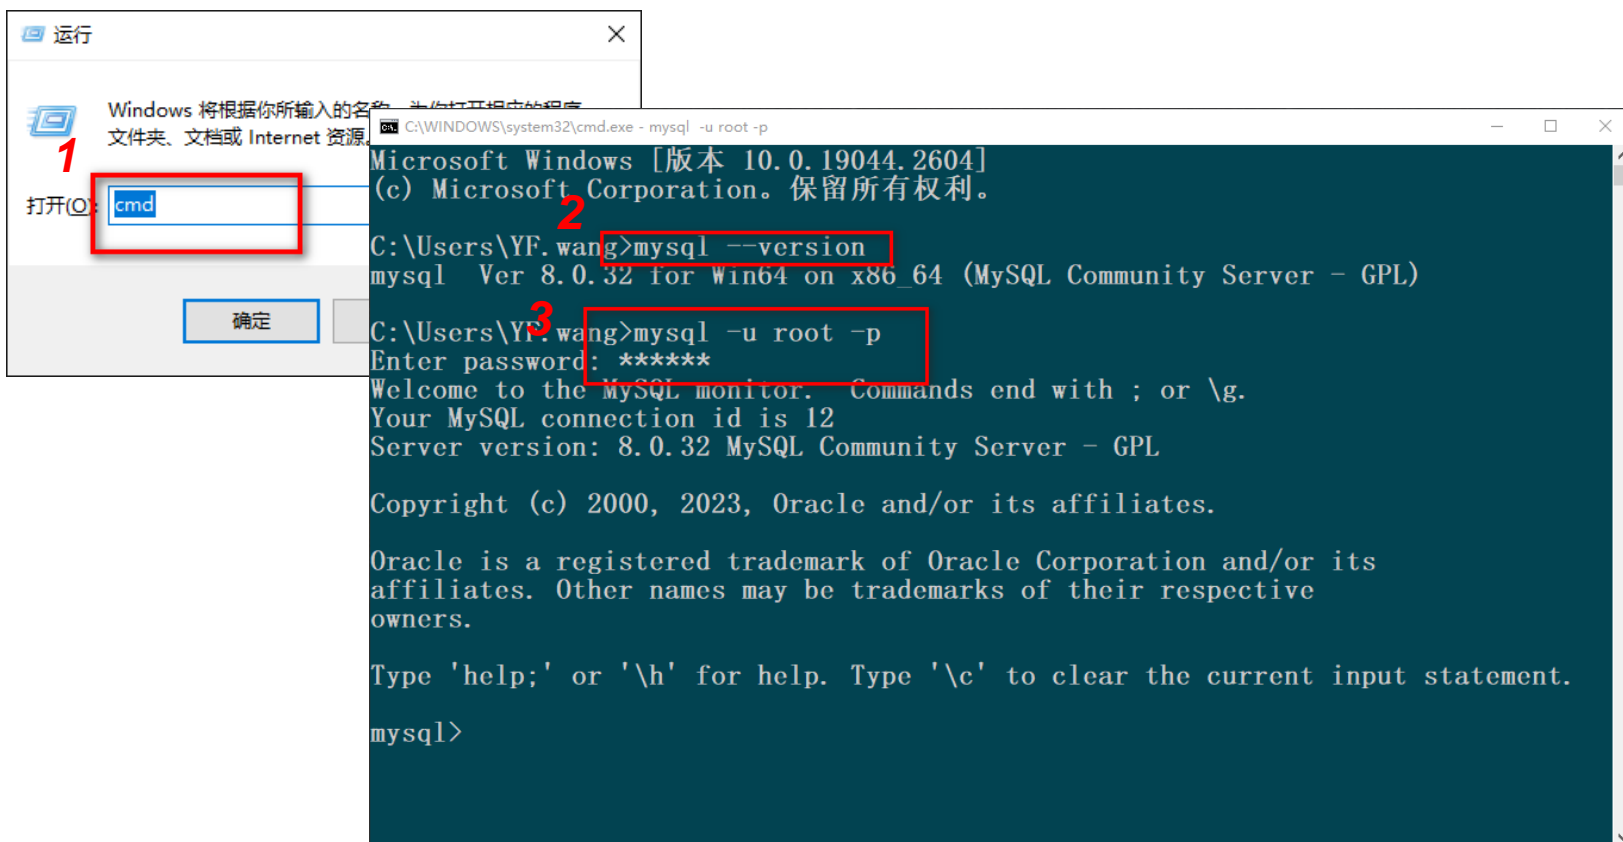 运行
Windows 将根据你所输入的名称，为你打开相应的程序、
文件夹、文档或 Internet 资源。
1
打开(O):
cmd
确定
C:\WINDOWS\system32\cmd.exe - mysql  -u root -p
Microsoft Windows [版本 10.0.19044.2604]
(c) Microsoft Corporation。保留所有权利。
2
C:\Users\YF.wang>mysql --version
mysql  Ver 8.0.32 for Win64 on x86_64 (MySQL Community Server - GPL)
3
C:\Users\YF.wang>mysql -u root -p
Enter password: ******
Welcome to the MySQL monitor.  Commands end with ; or \g.
Your MySQL connection id is 12
Server version: 8.0.32 MySQL Community Server - GPL
Copyright (c) 2000, 2023, Oracle and/or its affiliates.
Oracle is a registered trademark of Oracle Corporation and/or its
affiliates. Other names may be trademarks of their respective
owners.
Type 'help;' or '\h' for help. Type '\c' to clear the current input statement.
mysql>